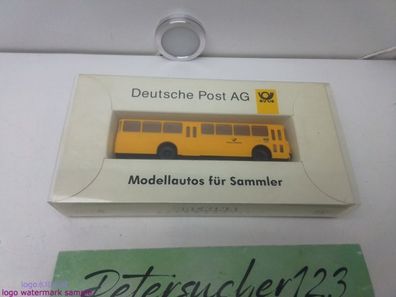 Deutsche Post AG
Modellautos für Sammler
logo watermark sample
Petersucher123